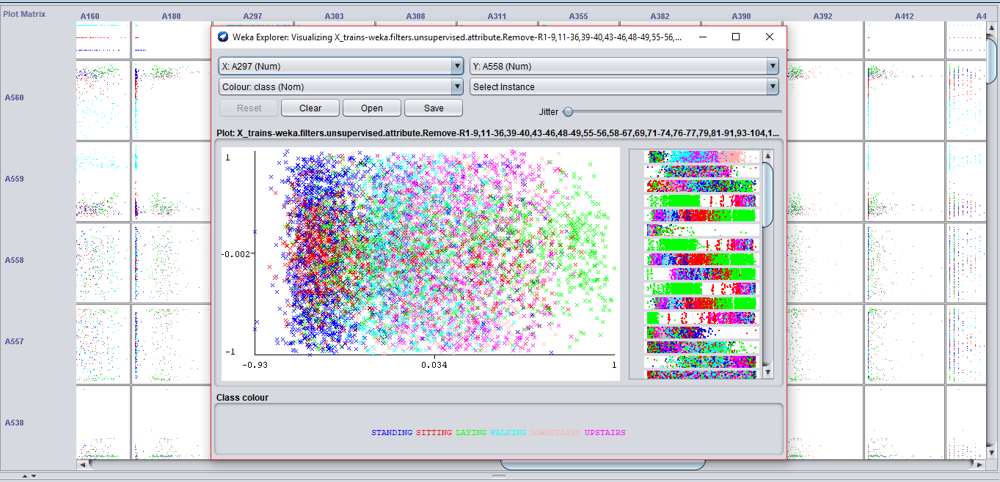 Plot Matrix
A160 A180 A297 A303 A308 A311 A355 A382 A390 A392 A412 A4
Weka Explorer: Visualizing X_trains-weka.filters.unsupervised.attribute.Remove-R1-9,11-36,39-40,43-46,48-49,55-56,...
X: A297 (Num) Y: A558 (Num)
Colour: class (Nom) Select Instance
Reset Clear Open Save Jitter
Plot: X_trains-weka.filters.unsupervised.attribute.Remove-R1-9,11-36,39-40,43-46,48-49,55-56,58-67,69,71-74,76-77,79,81-91,93-104,1...
1
-0.002
-1
-0.93 0.034 1
Class colour
STANDING SITTING LAYING WALKING DOWNSTAIRS UPSTAIRS
A560
A559
A558
A557
A538